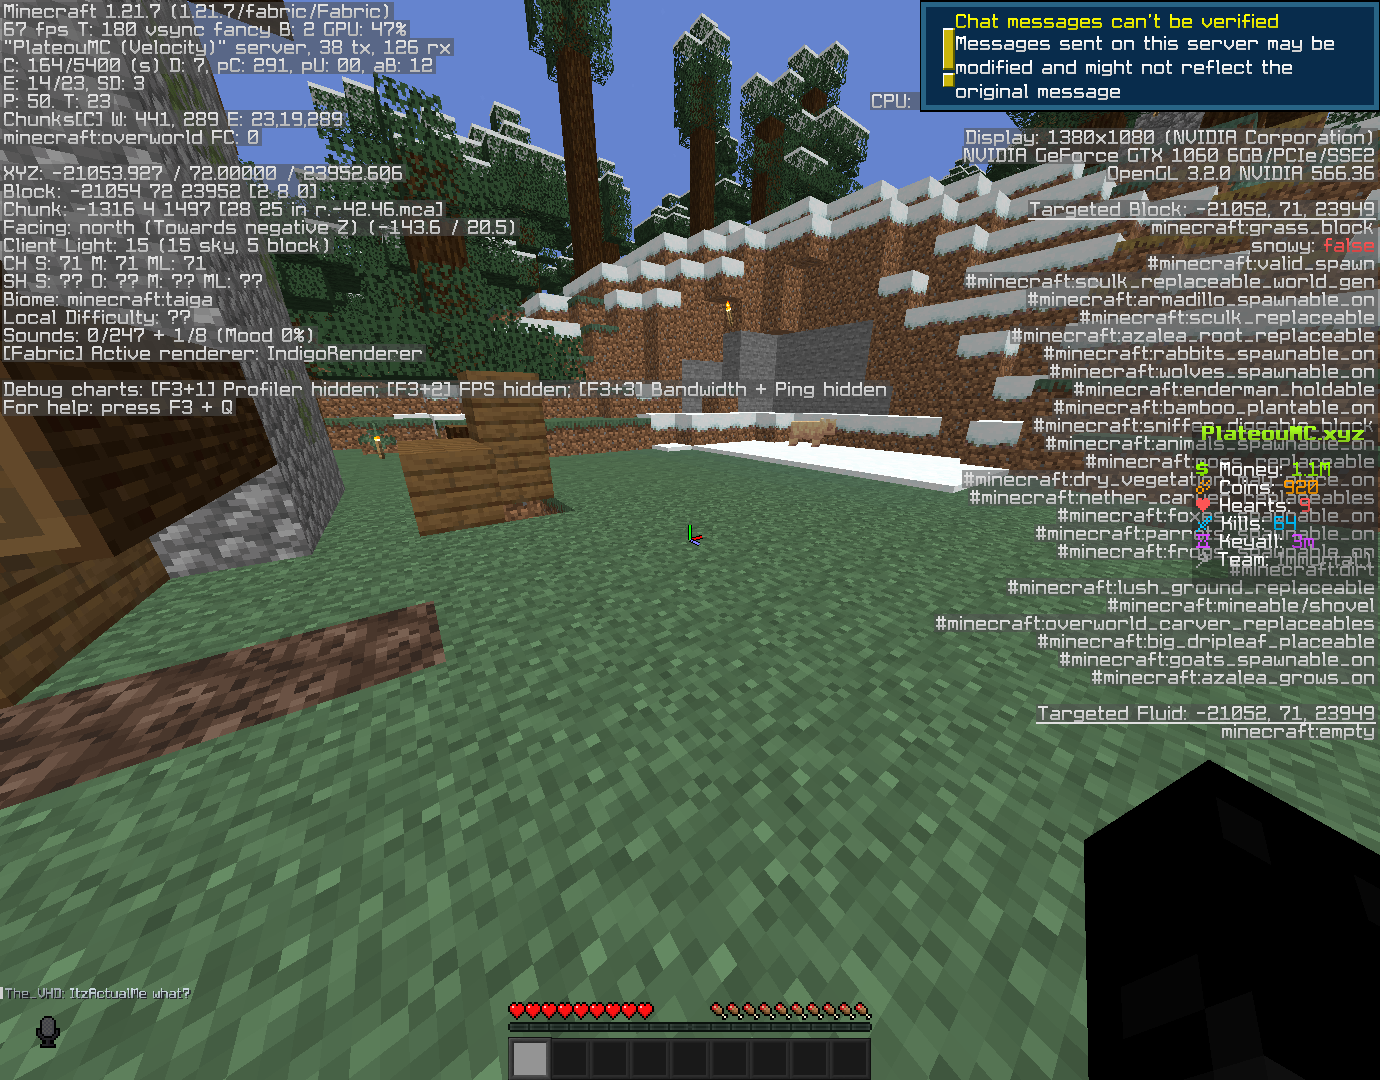 Minecraft 1.21.7 (1.21.7/fabric/Fabric)
67 fps T: 180 vsync fancy B: 2 GPU: 47%
"PlateouMC (Velocity)" server, 38 tx, 126 rx
C: 164/5400 (s) D: 7, pC: 291, pU: 00, aB: 12
E: 14/23, SD: 3
P: 50. T: 23
Chunks[C] W: 441, 289 E: 23,19,289
minecraft:overworld FC: 0
XYZ: -21053.927 / 72.00000 / 23952.606
Block: -21054 72 23952 [2 8 0]
Chunk: -1316 4 1497 [28 25 in r.-42.46.mca]
Facing: north (Towards negative Z) (-143.6 / 20.5)
Client Light: 15 (15 sky, 5 block)
CH S: 71 M: 71 ML: 71
SH S: ?? O: ?? M: ?? ML: ??
Biome: minecraft:taiga
Local Difficulty: ??
Sounds: 0/247 + 1/8 (Mood 0%)
[Fabric] Active renderer: IndigoRenderer
Debug charts: [F3+1] Profiler hidden; [F3+2] FPS hidden; [F3+3] Bandwidth + Ping hidden
For help: press F3 + Q
Chat messages can't be verified
Messages sent on this server may be
modified and might not reflect the
original message
CPU:
Display: 1380x1080 (NVIDIA Corporation)
NVIDIA GeForce GTX 1060 6GB/PCIe/SSE2
OpenGL 3.2.0 NVIDIA 566.36
Targeted Block: -21052, 71, 23949
minecraft:grass_block
snowy: false
#minecraft:valid_spawn
#minecraft:sculk_replaceable_world_gen
#minecraft:armadillo_spawnable_on
#minecraft:sculk_replaceable
#minecraft:azalea_root_replaceable
#minecraft:rabbits_spawnable_on
#minecraft:wolves_spawnable_on
#minecraft:enderman_holdable
#minecraft:bamboo_plantable_on
PlateouMC.xyz
$ Money: 1.1M
Coins: 920
Hearts: 9
Kills: 64
Keyall: 3m
Team: Immortall
#minecraft:dirt
#minecraft:lush_ground_replaceable
#minecraft:mineable/shovel
#minecraft:overworld_carver_replaceables
#minecraft:big_dripleaf_placeable
#minecraft:goats_spawnable_on
#minecraft:azalea_grows_on
Targeted Fluid: -21052, 71, 23949
minecraft:empty
The_VHD: ItzActualMe what?